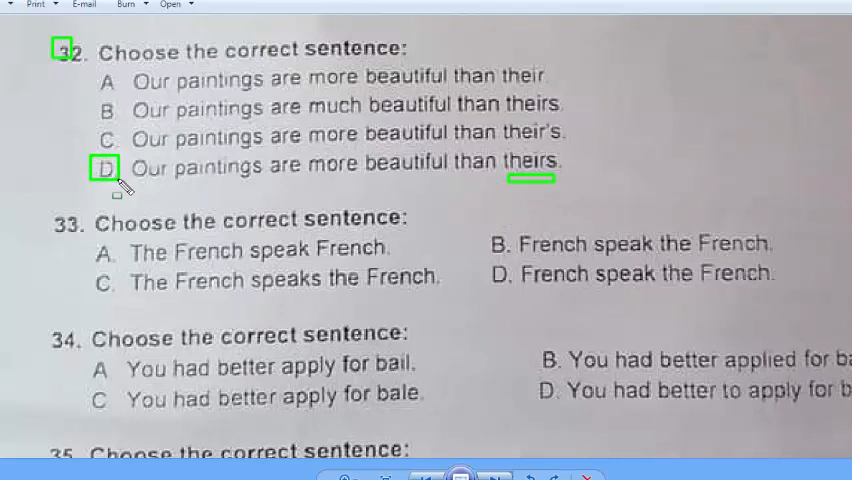 Print E-mail Burn Open
32. Choose the correct sentence:
A Our paintings are more beautiful than their
B Our paintings are much beautiful than theirs
C. Our paintings are more beautiful than their's.
D. Our paintings are more beautiful than theirs.
33. Choose the correct sentence:
A. The French speak French. B. French speak the French.
C. The French speaks the French. D. French speak the French.
34. Choose the correct sentence:
A You had better apply for bail. B. You had better applied for ba
C You had better apply for bale. D. You had better to apply for b
35. Choose the correct sentence: